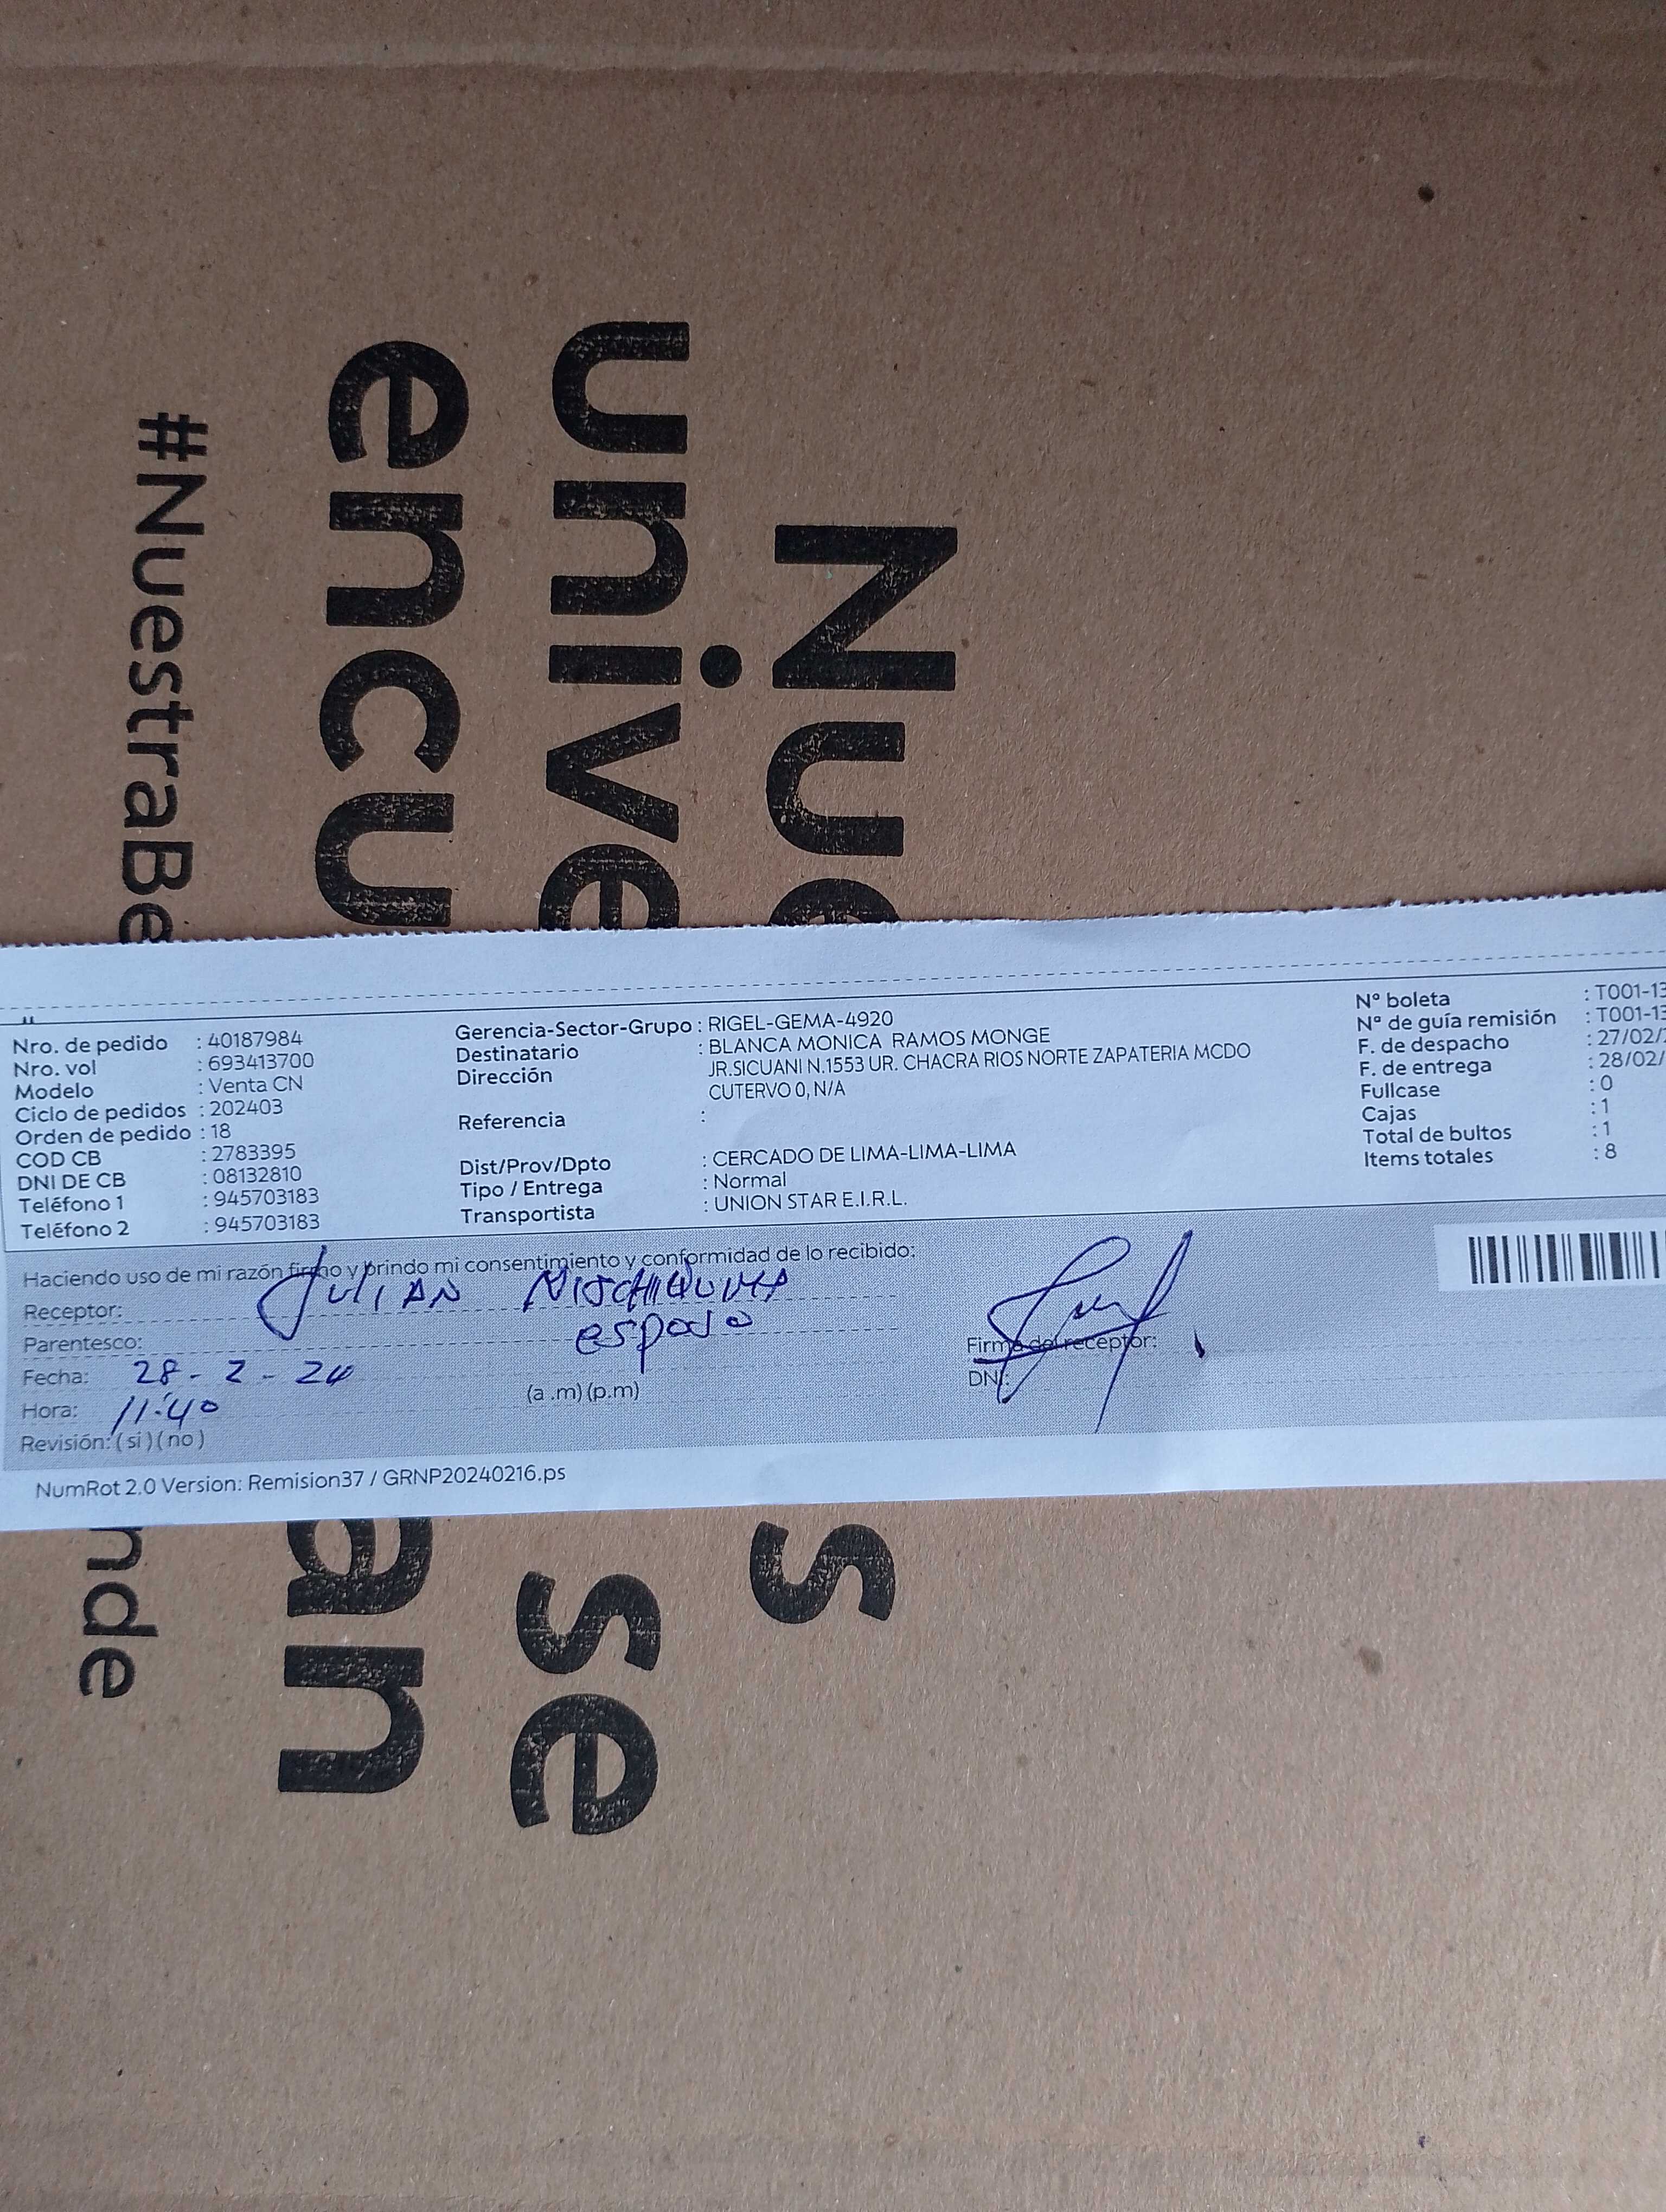 Nue s
unive se
encu an
#NuestraBe nde
Nro. de pedido : 40187984
Nro. vol : 693413700
Modelo : Venta CN
Ciclo de pedidos : 202403
Orden de pedido : 18
COD CB : 2783395
DNI DE CB : 08132810
Teléfono 1 : 945703183
Teléfono 2 : 945703183
Gerencia-Sector-Grupo : RIGEL-GEMA-4920
Destinatario : BLANCA MONICA RAMOS MONGE
Dirección JR.SICUANI N.1553 UR. CHACRA RIOS NORTE ZAPATERIA MCDO
CUTERVO 0, N/A
Referencia :
Dist/Prov/Dpto : CERCADO DE LIMA-LIMA-LIMA
Tipo / Entrega : Normal
Transportista : UNION STAR E.I.R.L.
Nº boleta : T001-13
Nº de guía remisión : T001-13
F. de despacho : 27/02/
F. de entrega : 28/02/
Fullcase : 0
Cajas : 1
Total de bultos : 1
Items totales : 8
Haciendo uso de mi razón firmo y brindo mi consentimiento y conformidad de lo recibido:
Receptor: JULIAN
Parentesco: esposo
Fecha: 28-2-24
Hora: 11:40 (a .m) (p.m)
Revisión: ( si ) ( no )
Firma del receptor:
DNI:
NumRot 2.0 Version: Remision37 / GRNP20240216.ps